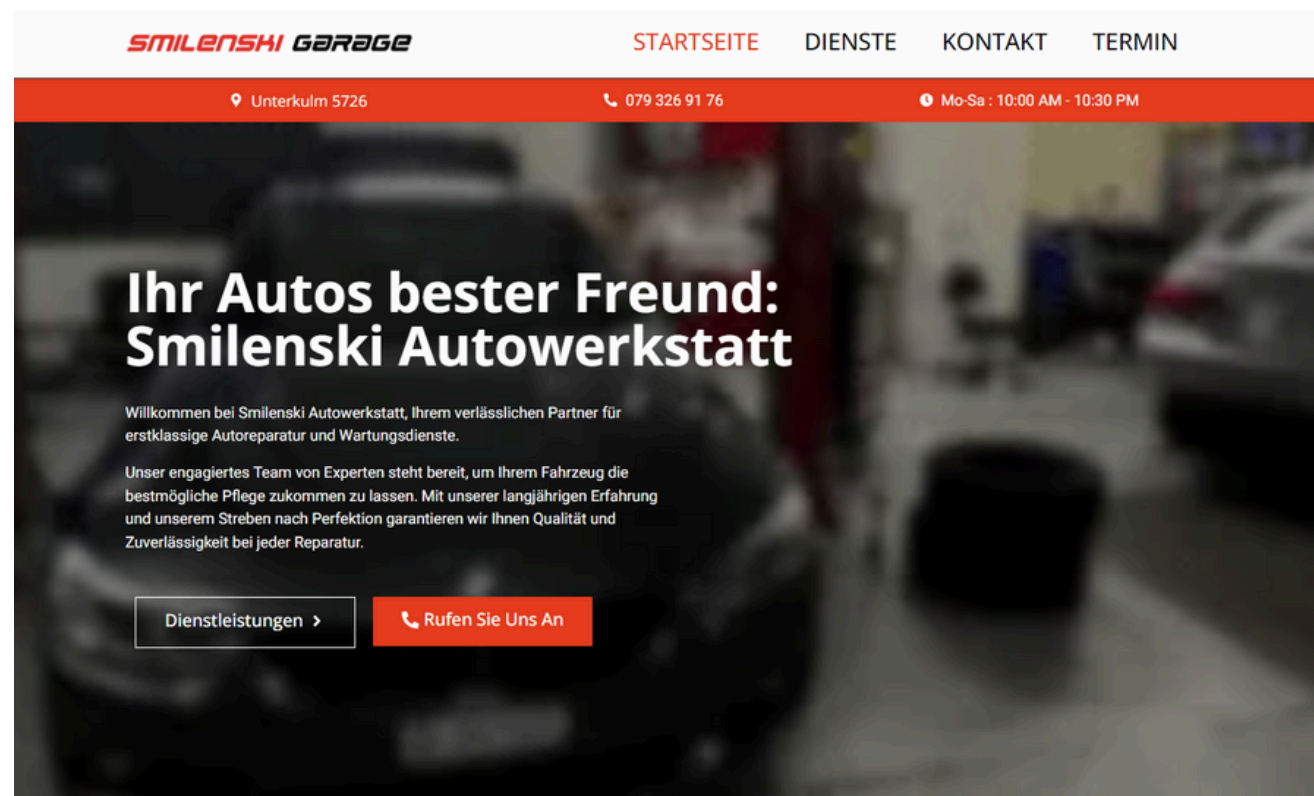 SMILENSKI GARAGE
STARTSEITE DIENSTE KONTAKT TERMIN
Unterkulm 5726
079 326 91 76
Mo-Sa : 10:00 AM - 10:30 PM
Ihr Autos bester Freund:
Smilenski Autowerkstatt
Willkommen bei Smilenski Autowerkstatt, Ihrem verlässlichen Partner für
erstklassige Autoreparatur und Wartungsdienste.
Unser engagiertes Team von Experten steht bereit, um Ihrem Fahrzeug die
bestmögliche Pflege zukommen zu lassen. Mit unserer langjährigen Erfahrung
und unserem Streben nach Perfektion garantieren wir Ihnen Qualität und
Zuverlässigkeit bei jeder Reparatur.
Dienstleistungen
Rufen Sie Uns An